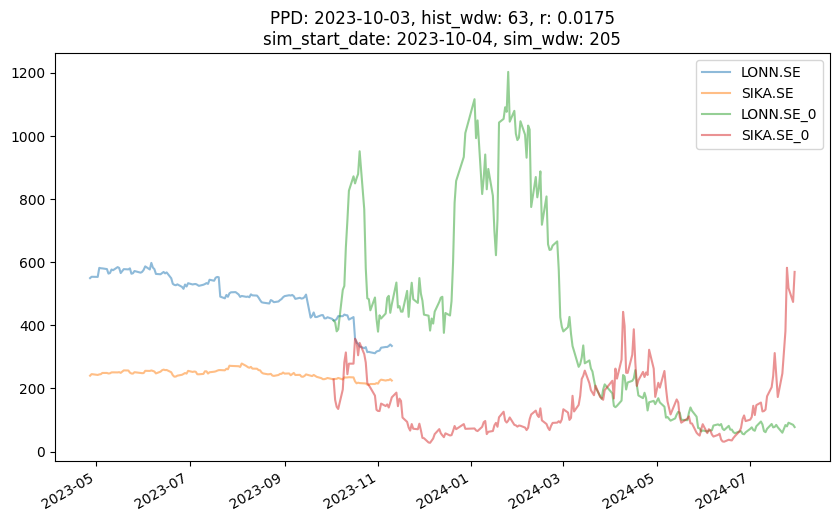 PPD: 2023-10-03, hist_wdw: 63, r: 0.0175
sim_start_date: 2023-10-04, sim_wdw: 205
LONN.SE
SIKA.SE
LONN.SE_0
SIKA.SE_0
1200
1000
800
600
400
200
0
2023-05
2023-07
2023-09
2023-11
2024-01
2024-03
2024-05
2024-07